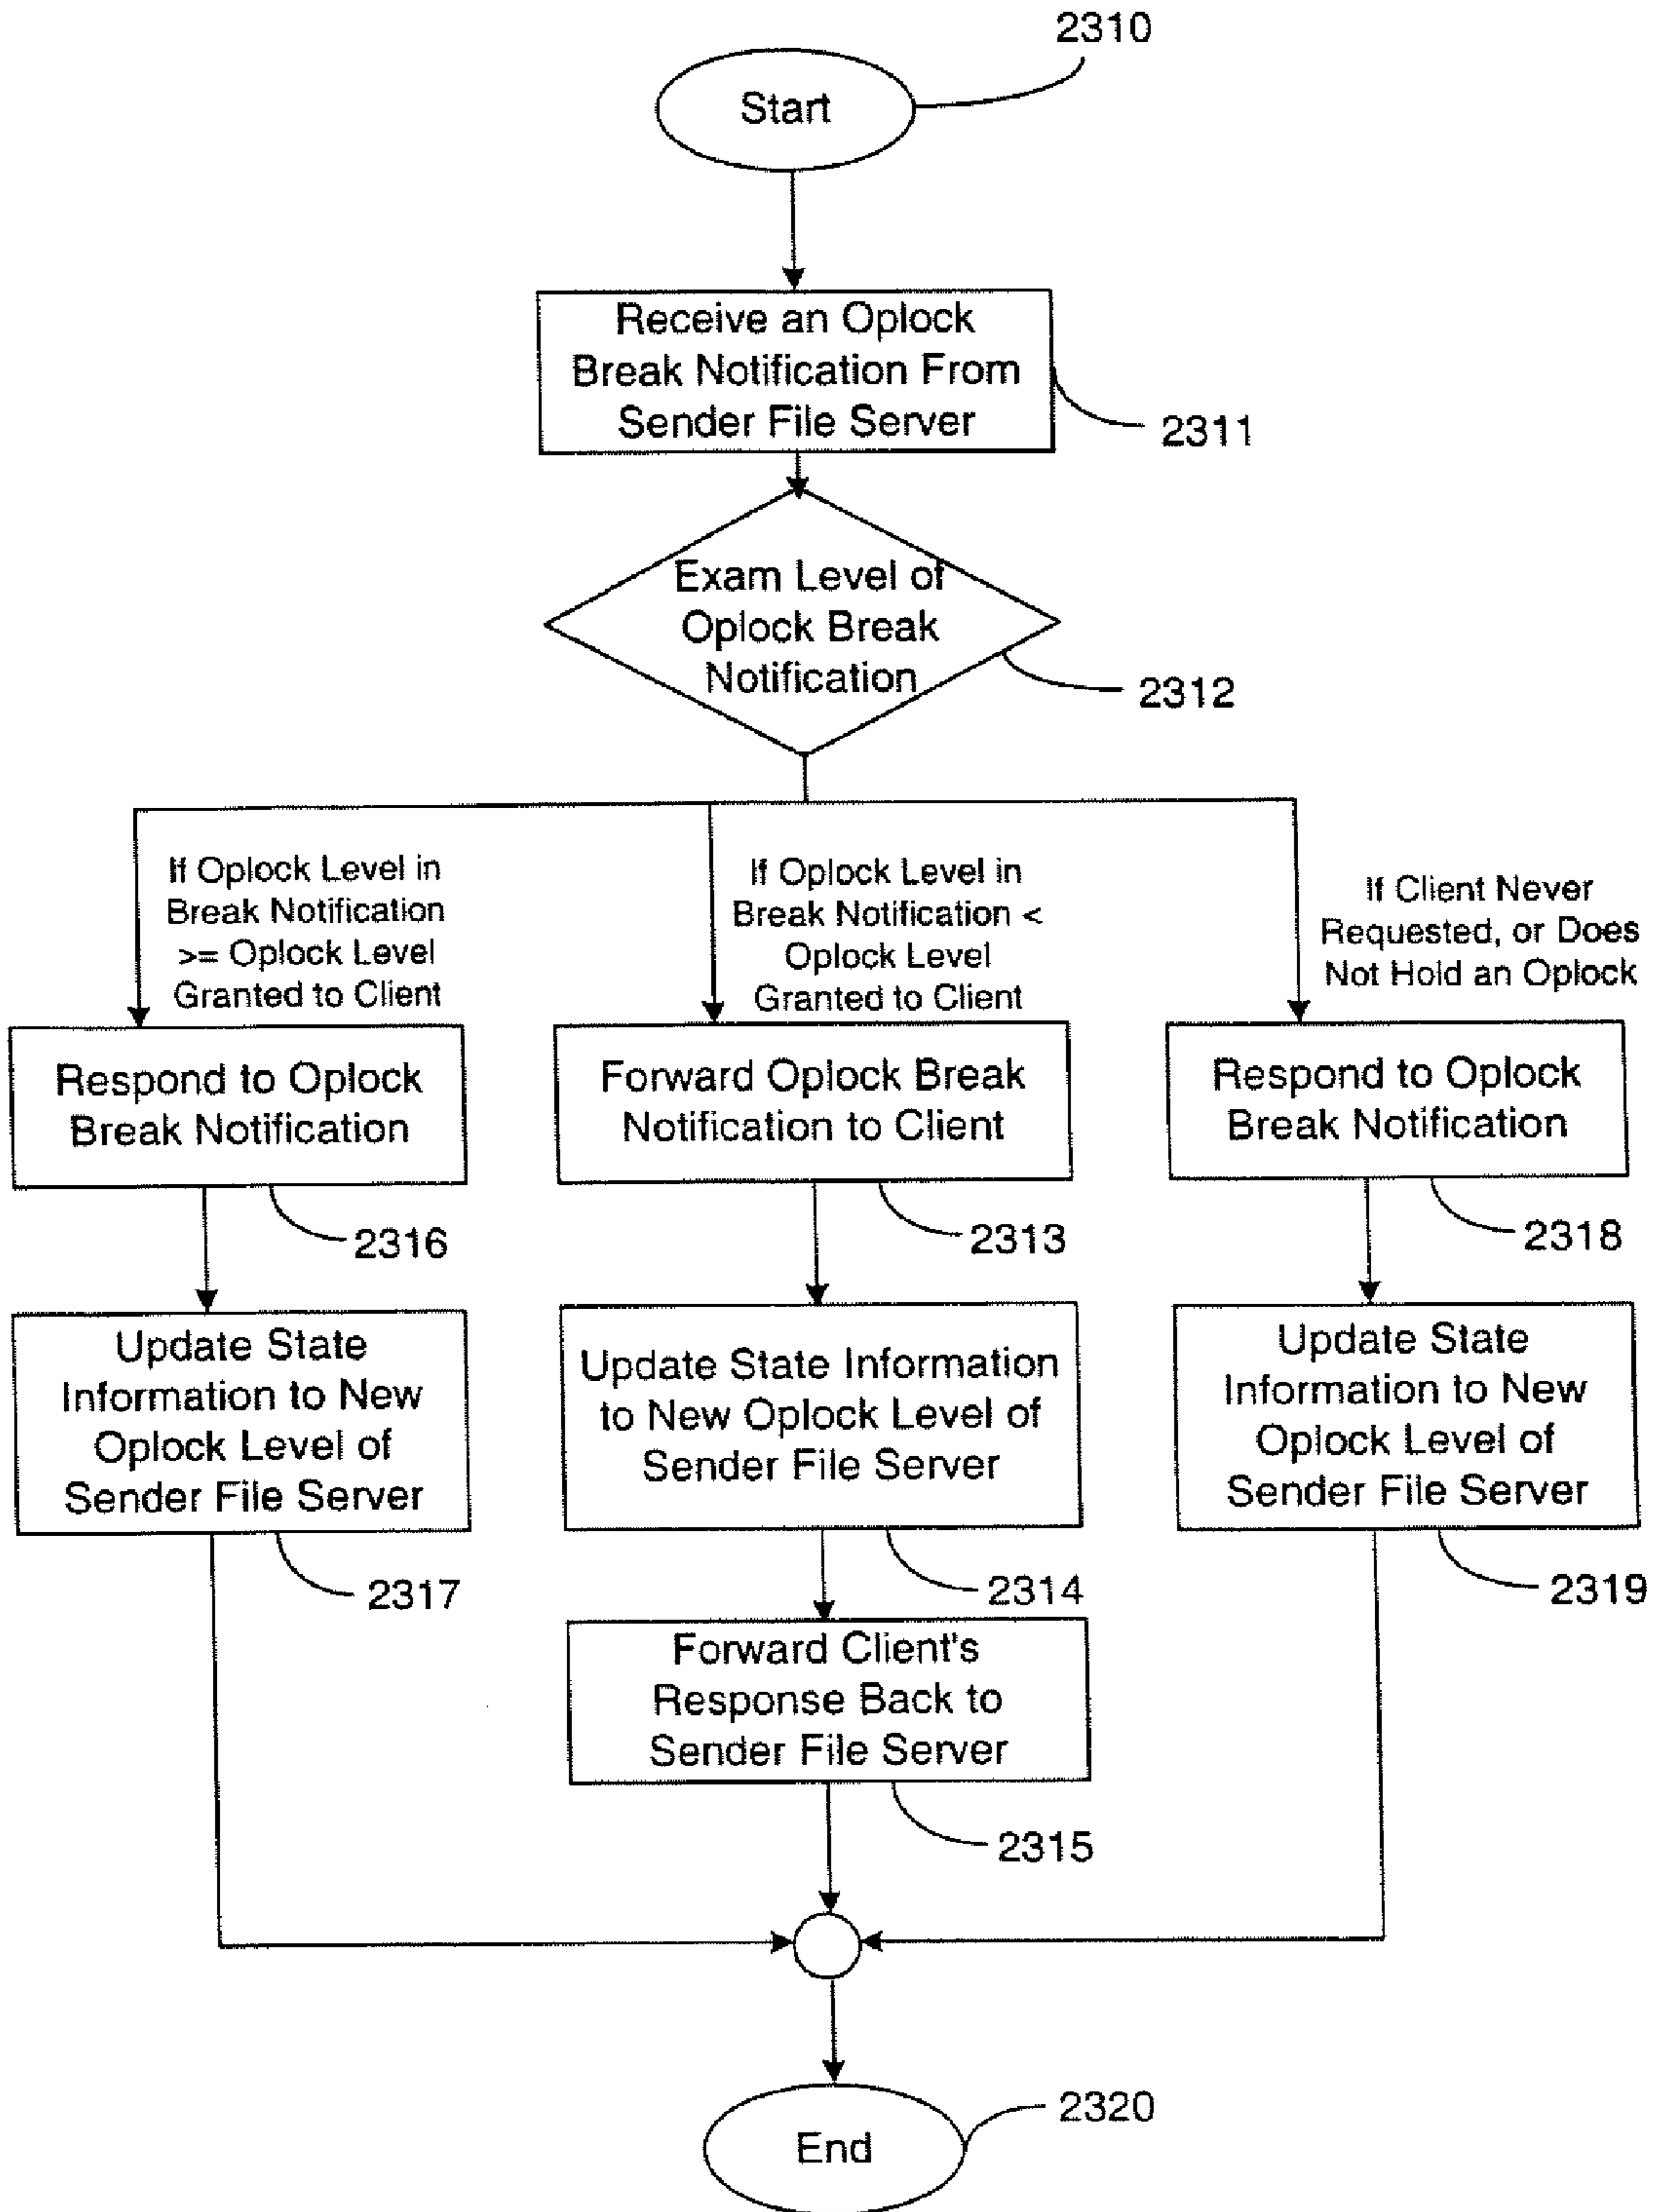 2310
Start
Receive an Oplock
Break Notification From
Sender File Server
2311
Exam Level of
Oplock Break
Notification
2312
If Oplock Level in
Break Notification
>= Oplock Level
Granted to Client
If Oplock Level in
Break Notification <
Oplock Level
Granted to Client
If Client Never
Requested, or Does
Not Hold an Oplock
Respond to Oplock
Break Notification
2316
Forward Oplock Break
Notification to Client
2313
Respond to Oplock
Break Notification
2318
Update State
Information to New
Oplock Level of
Sender File Server
2317
Update State Information
to New Oplock Level of
Sender File Server
2314
Update State
Information to New
Oplock Level of
Sender File Server
2319
Forward Client's
Response Back to
Sender File Server
2315
End
2320